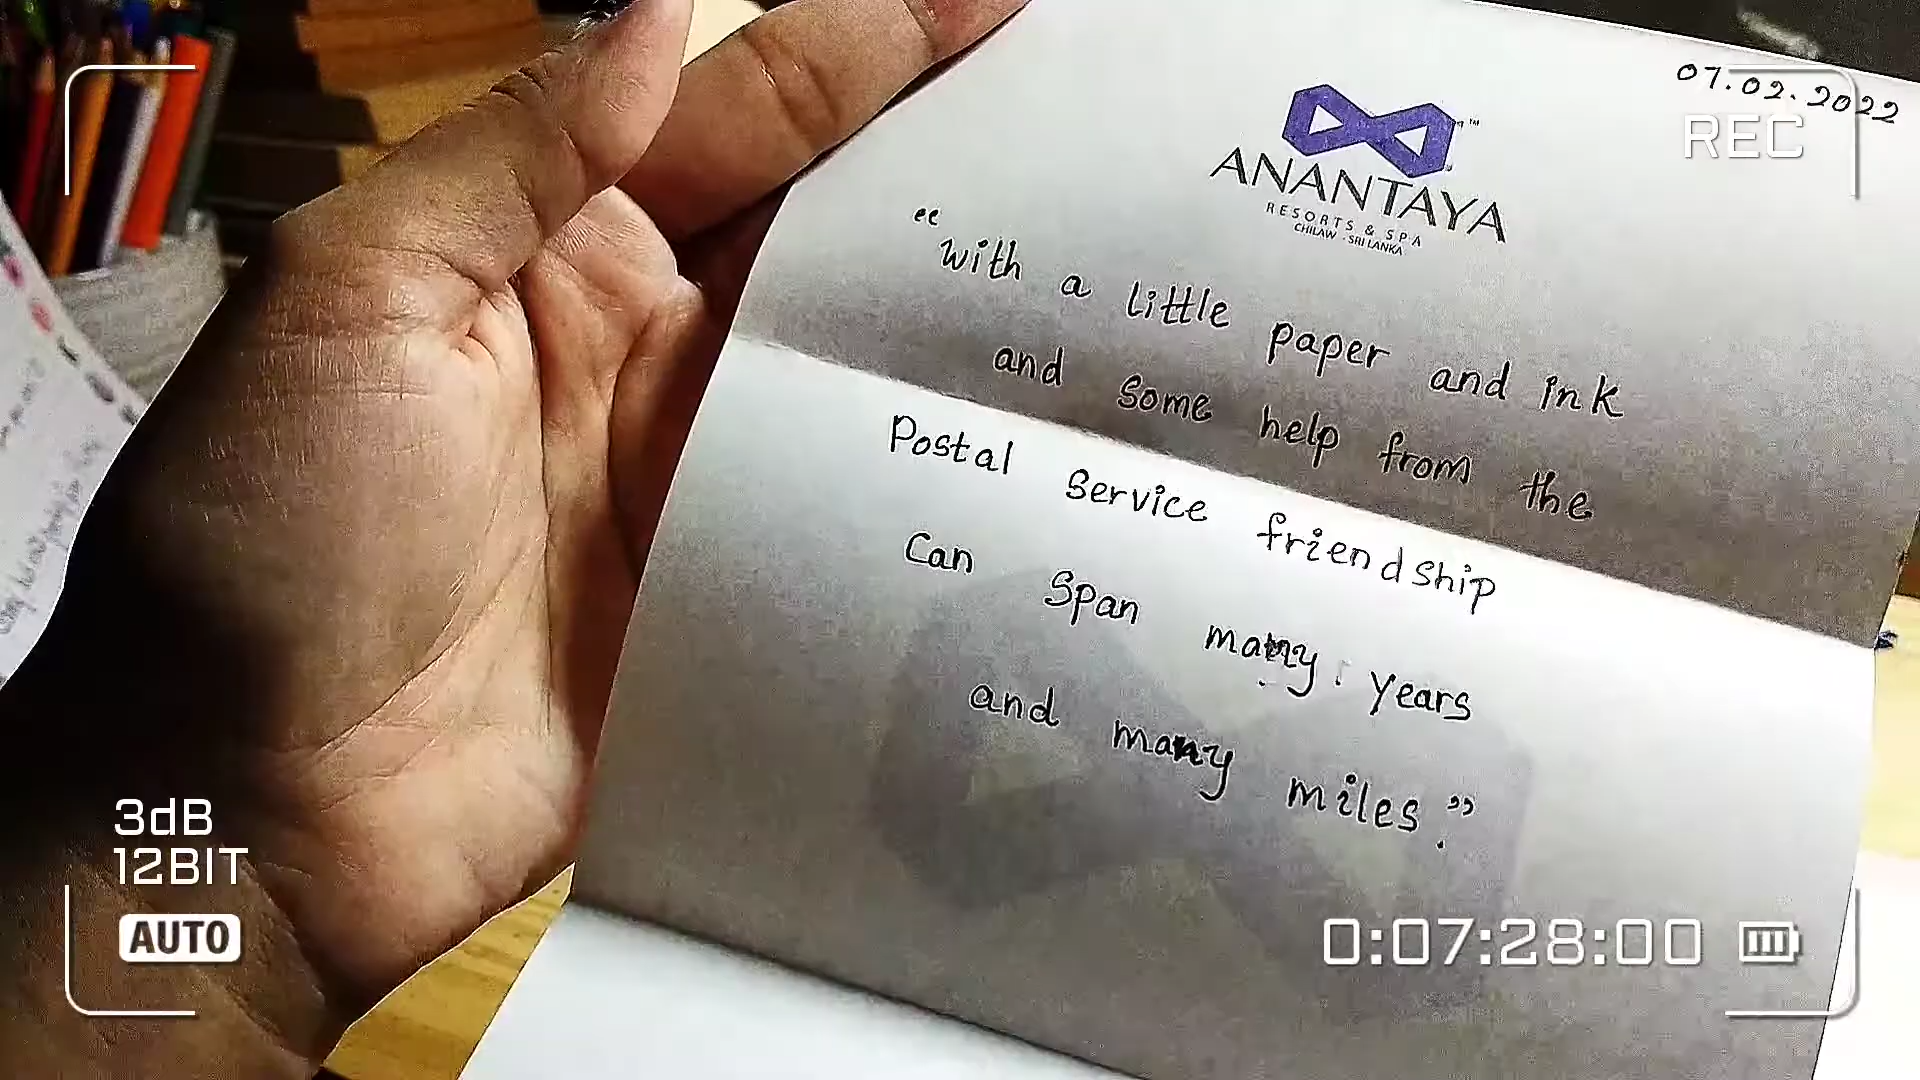 07.02.2022
REC
ANANTAYA
RESORTS & SPA
CHILAW - SRI LANKA
"with a little paper and ink
and some help from the
Postal Service friendship
Can Span many years
and many miles."
3dB
12BIT
AUTO
0:07:28:00